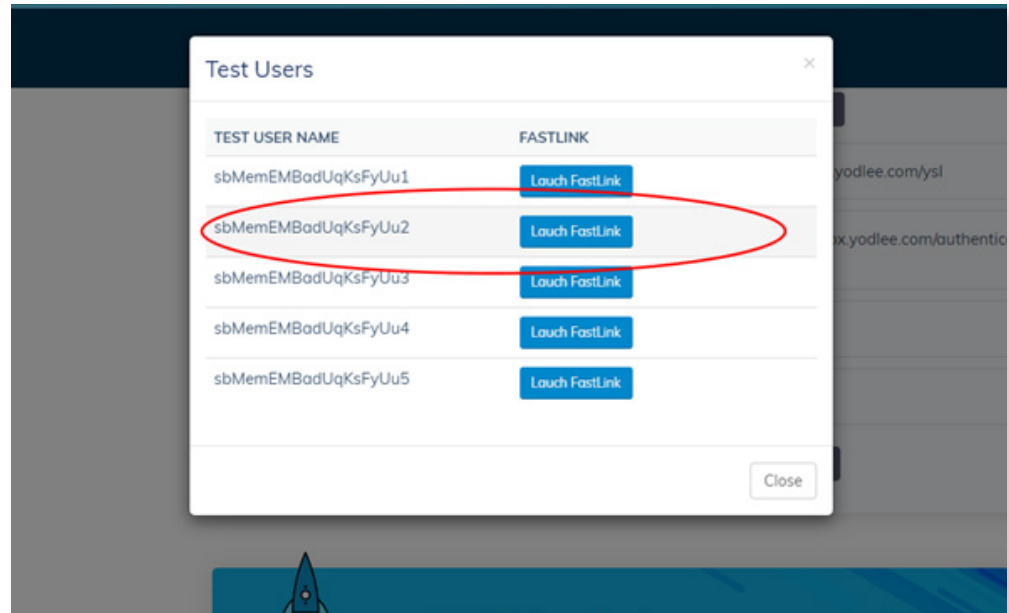 Test Users ×
TEST USER NAME FASTLINK
sbMemEMBadUqKsFyUu1 Lauch FastLink
yodlee.com/ysl
sbMemEMBadUqKsFyUu2 Lauch FastLink
ox.yodlee.com/authentic
sbMemEMBadUqKsFyUu3 Lauch FastLink
sbMemEMBadUqKsFyUu4 Lauch FastLink
sbMemEMBadUqKsFyUu5 Lauch FastLink
Close